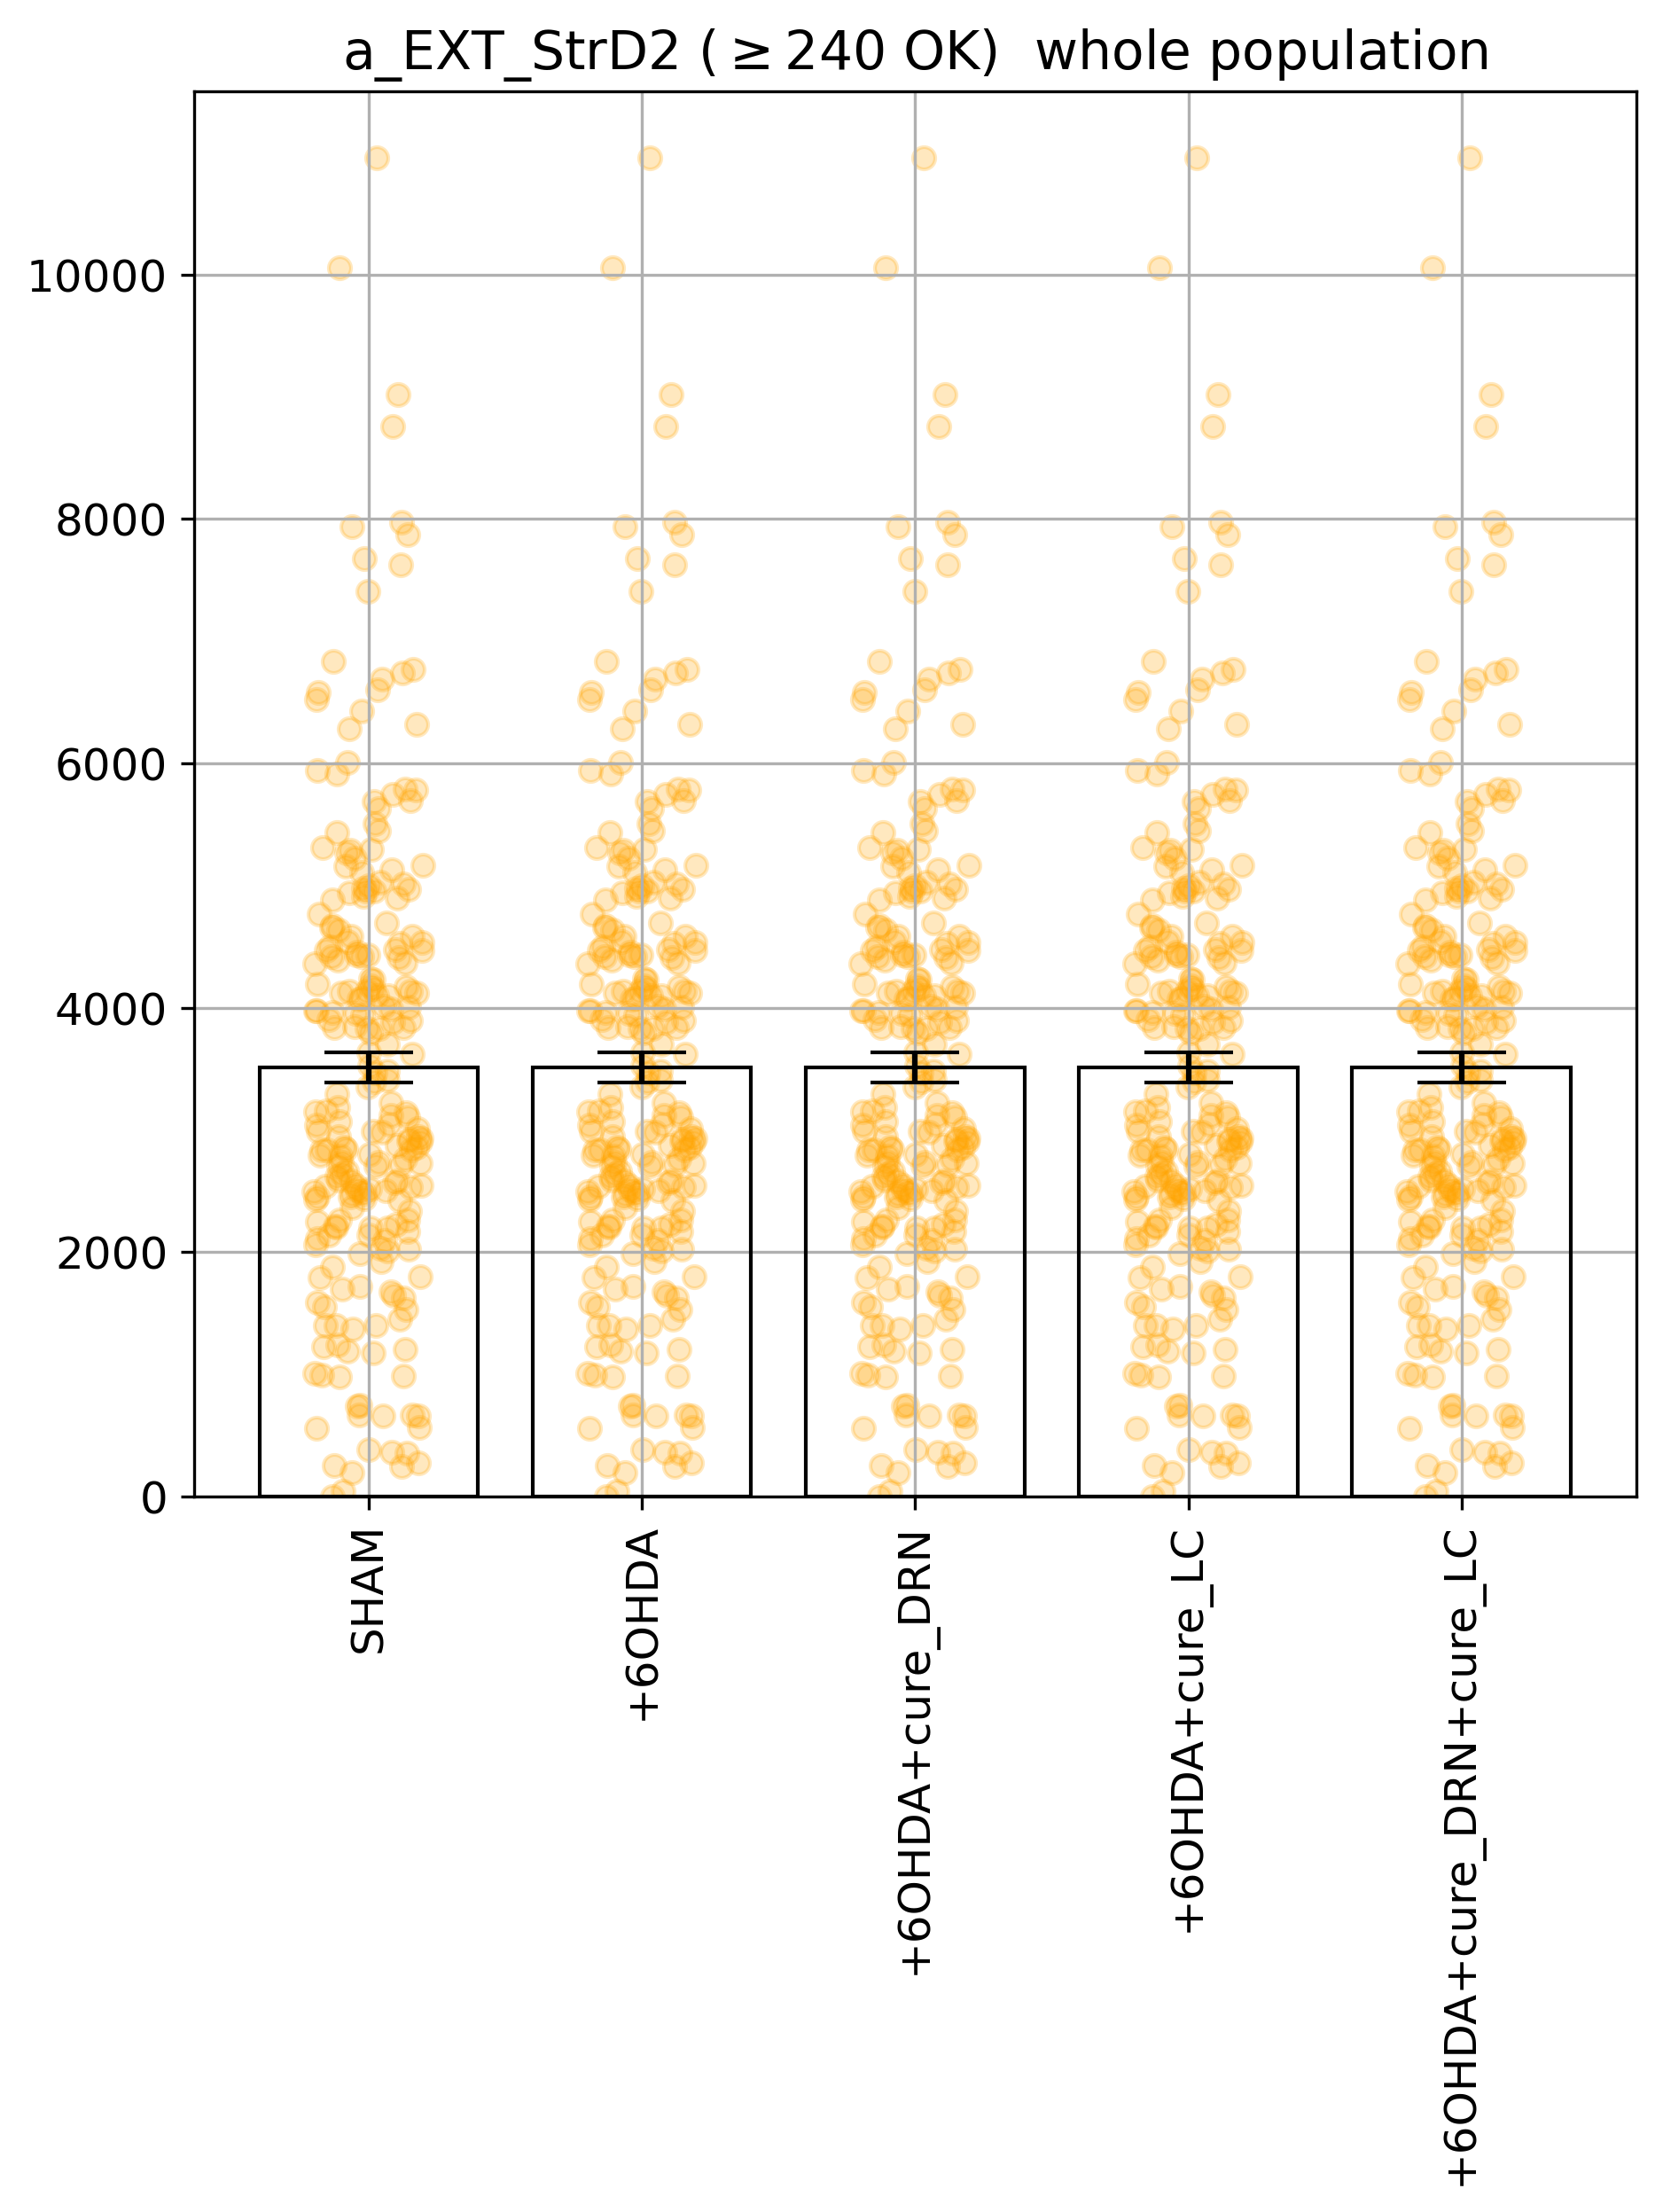 a_EXT_StrD2 (≥240 OK) whole population
10000
8000
6000
4000
2000
0
SHAM
+6OHDA
+6OHDA+cure_DRN
+6OHDA+cure_LC
+6OHDA+cure_DRN+cure_LC